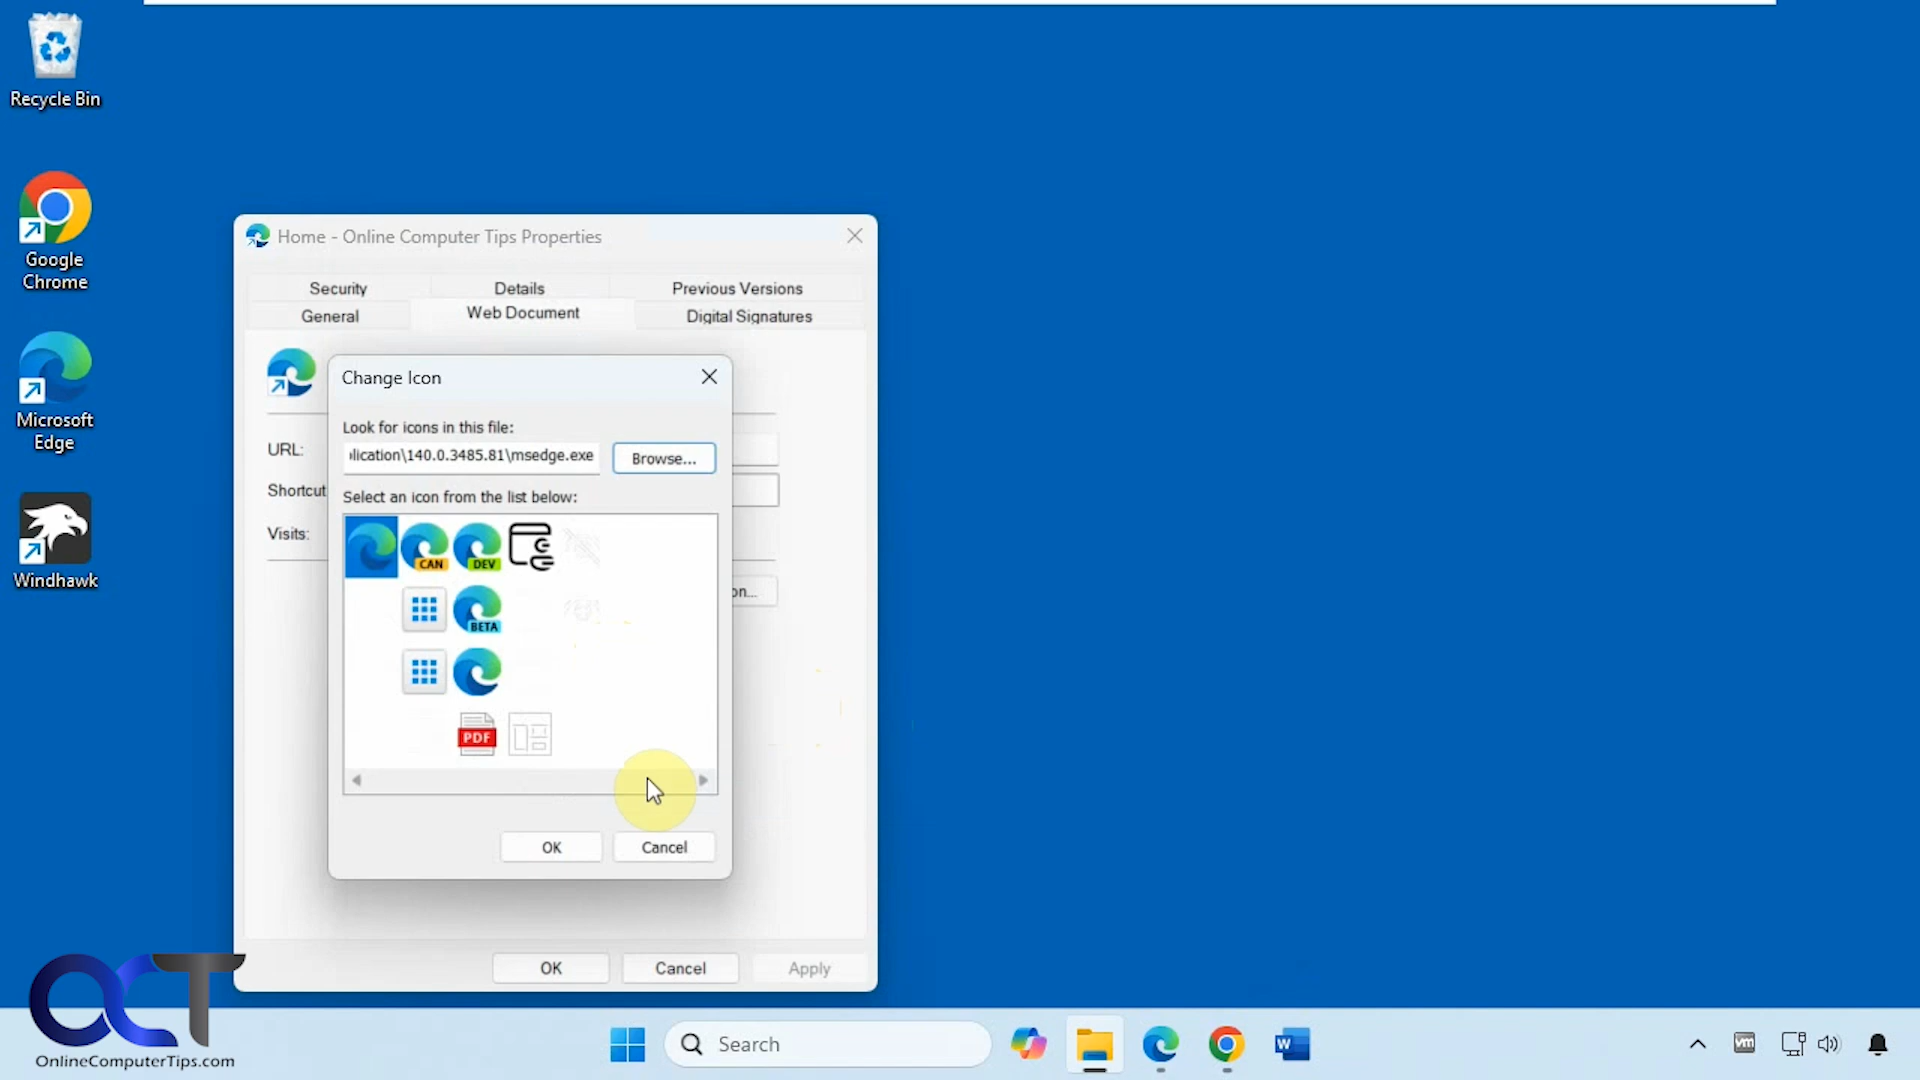 Recycle Bin
Google
Chrome
Microsoft
Edge
Windhawk
Home - Online Computer Tips Properties
Security
Details
Previous Versions
General
Web Document
Digital Signatures
URL:
Shortcut
Visits:
on...
Change Icon
Look for icons in this file:
lication\140.0.3485.81\msedge.exe
Browse...
Select an icon from the list below:
CAN
DEV
BETA
PDF
OK
Cancel
OK
Cancel
Apply
OCT
OnlineComputerTips.com
Search
W
vm